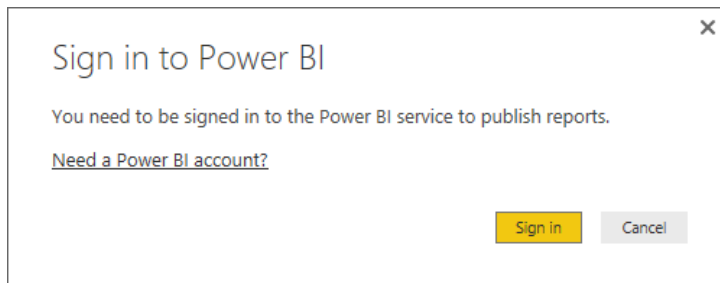 Sign in to Power BI
You need to be signed in to the Power BI service to publish reports.
Need a Power BI account?
Sign in Cancel